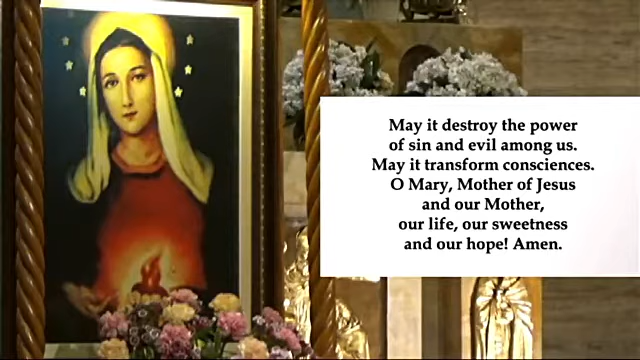 May it destroy the power
of sin and evil among us.
May it transform consciences.
O Mary, Mother of Jesus
and our Mother,
our life, our sweetness
and our hope! Amen.